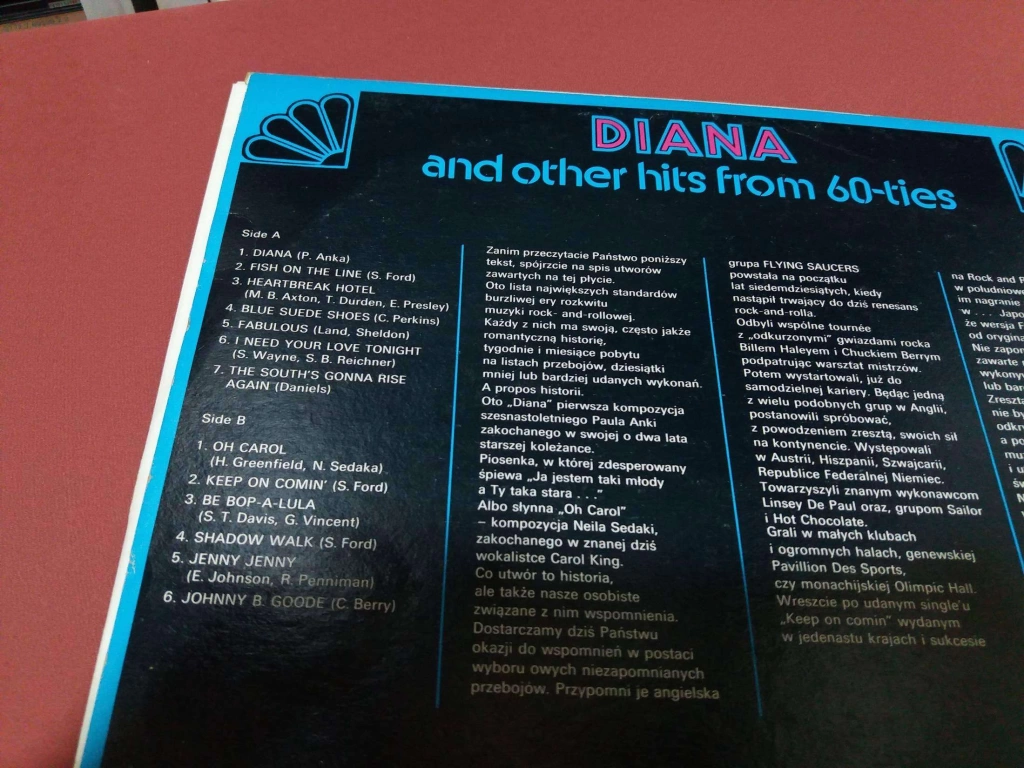 DIANA
and other hits from 60-ties
Side A
1. DIANA (P. Anka)
2. FISH ON THE LINE (S. Ford)
3. HEARTBREAK HOTEL
(M. B. Axton, T. Durden, E. Presley)
4. BLUE SUEDE SHOES (C. Perkins)
5. FABULOUS (Land, Sheldon)
6. I NEED YOUR LOVE TONIGHT
(S. Wayne, S. B. Reichner)
7. THE SOUTH'S GONNA RISE
AGAIN (Daniels)
Side B
1. OH CAROL
(H. Greenfield, N. Sedaka)
2. KEEP ON COMIN' (S. Ford)
3. BE BOP-A-LULA
(S. T. Davis, G. Vincent)
4. SHADOW WALK (S. Ford)
5. JENNY JENNY
(E. Johnson, R. Penniman)
6. JOHNNY B. GOODE (C. Berry)
Zanim przeczytacie Państwo poniższy
tekst, spójrzcie na spis utworów
zawartych na tej płycie.
Oto lista największych standardów
burzliwej ery rozkwitu
muzyki rock- and-rollowej.
Każdy z nich ma swoją, często jakże
romantyczną historię,
tygodnie i miesiące pobytu
na listach przebojów, dziesiątki
mniej lub bardziej udanych wykonań.
A propos historii.
Oto „Diana" pierwsza kompozycja
szesnastoletniego Paula Anki
zakochanego w swojej o dwa lata
starszej koleżance.
Piosenka, w której zdesperowany
śpiewa „Ja jestem taki młody
a Ty taka stara . . ."
Albo słynna „Oh Carol"
– kompozycja Neila Sedaki,
zakochanego w znanej dziś
wokalistce Carol King.
Co utwór to historia,
ale także nasze osobiste
związane z nim wspomnienia.
Dostarczamy dziś Państwu
okazji do wspomnień w postaci
wyboru owych niezapomnianych
przebojów. Przypomni je angielska
grupa FLYING SAUCERS
powstała na początku
lat siedemdziesiątych, kiedy
nastąpił trwający do dziś renesans
rock-and-rolla.
Odbyli wspólne tournée
z „odkurzonymi" gwiazdami rocka
Billem Haleyem i Chuckiem Berrym
podpatrując warsztat mistrzów.
Potem wystartowali, już do
samodzielnej kariery. Będąc jedną
z wielu podobnych grup w Anglii,
postanowili spróbować,
z powodzeniem zresztą, swoich sił
na kontynencie. Występowali
w Austrii, Hiszpanii, Szwajcarii,
Republice Federalnej Niemiec.
Towarzyszyli znanym wykonawcom
Linsey De Paul oraz, grupom Sailor
i Hot Chocolate.
Grali w małych klubach
i ogromnych halach, genewskiej
Pavillion Des Sports,
czy monachijskiej Olimpic Hall.
Wreszcie po udanym single'u
„Keep on comin" wydanym
w jedenastu krajach i sukcesie
na Rock and
w
im nagranie
w . . .
że wersja
od
Nie
zawarte
lub
nie
a
i